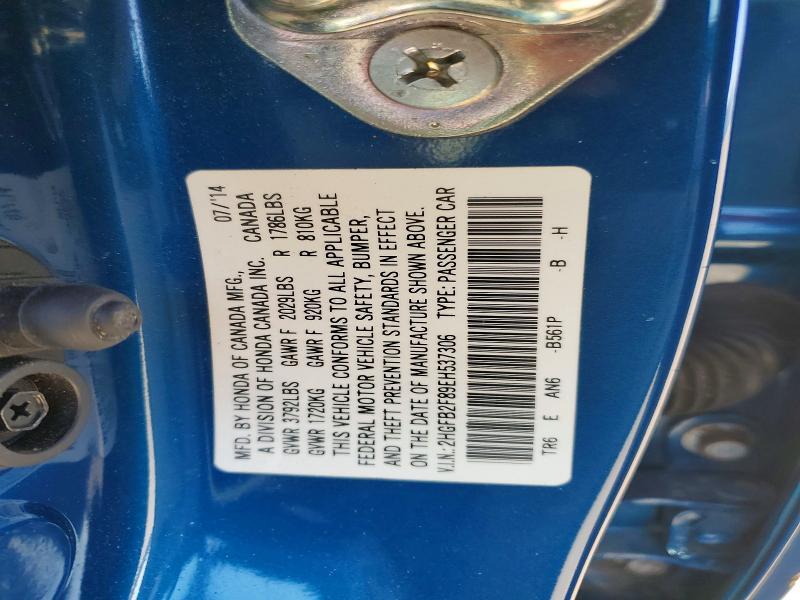 MFD. BY HONDA OF CANADA MFG., 07/'14
A DIVISION OF HONDA CANADA INC. CANADA
GVWR 3792LBS GAWR F 2029LBS R 1786LBS
GVWR 1720KG GAWR F 920KG R 810KG
THIS VEHICLE CONFORMS TO ALL APPLICABLE
FEDERAL MOTOR VEHICLE SAFETY, BUMPER,
AND THEFT PREVENTION STANDARDS IN EFFECT
ON THE DATE OF MANUFACTURE SHOWN ABOVE.
V.I.N.: 2HGFB2F89EH537306 TYPE: PASSENGER CAR
TR6 E AN6 -B561P -B -H